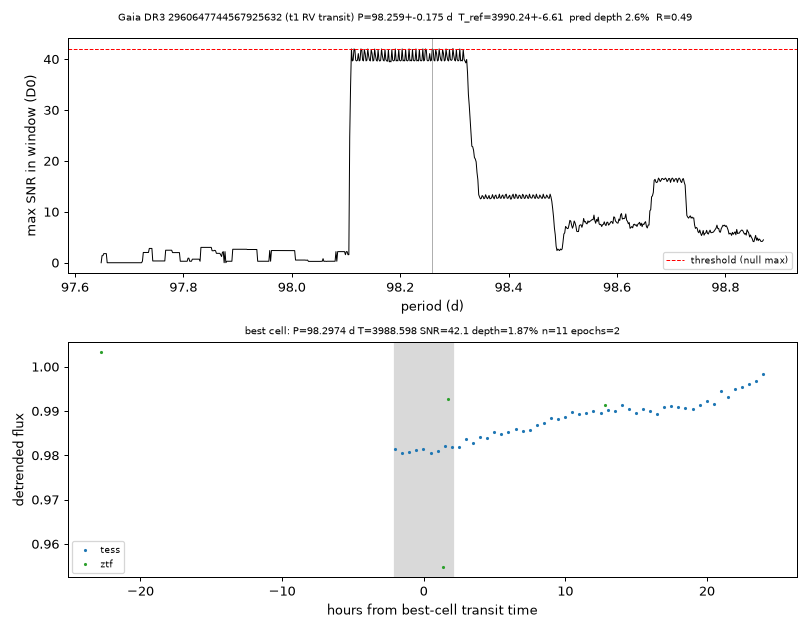 Gaia DR3 2960647744567925632 (t1 RV transit) P=98.259+-0.175 d  T_ref=3990.24+-6.61  pred depth 2.6%  R=0.49
max SNR in window (D0)
40
30
20
10
0
threshold (null max)
97.6
97.8
98.0
98.2
98.4
98.6
98.8
period (d)
best cell: P=98.2974 d T=3988.598 SNR=42.1 depth=1.87% n=11 epochs=2
detrended flux
1.00
0.99
0.98
0.97
0.96
tess
ztf
−20
−10
0
10
20
hours from best-cell transit time